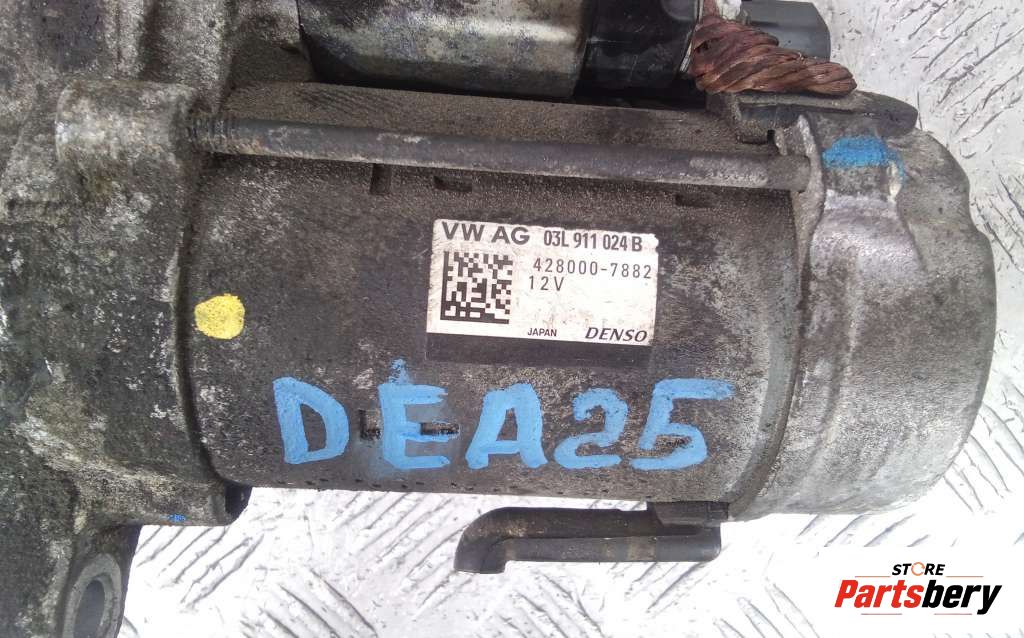 VW AG 03L 911 024 B
428000-7882
12V
JAPAN DENSO
DEA25
STORE
Partsbery